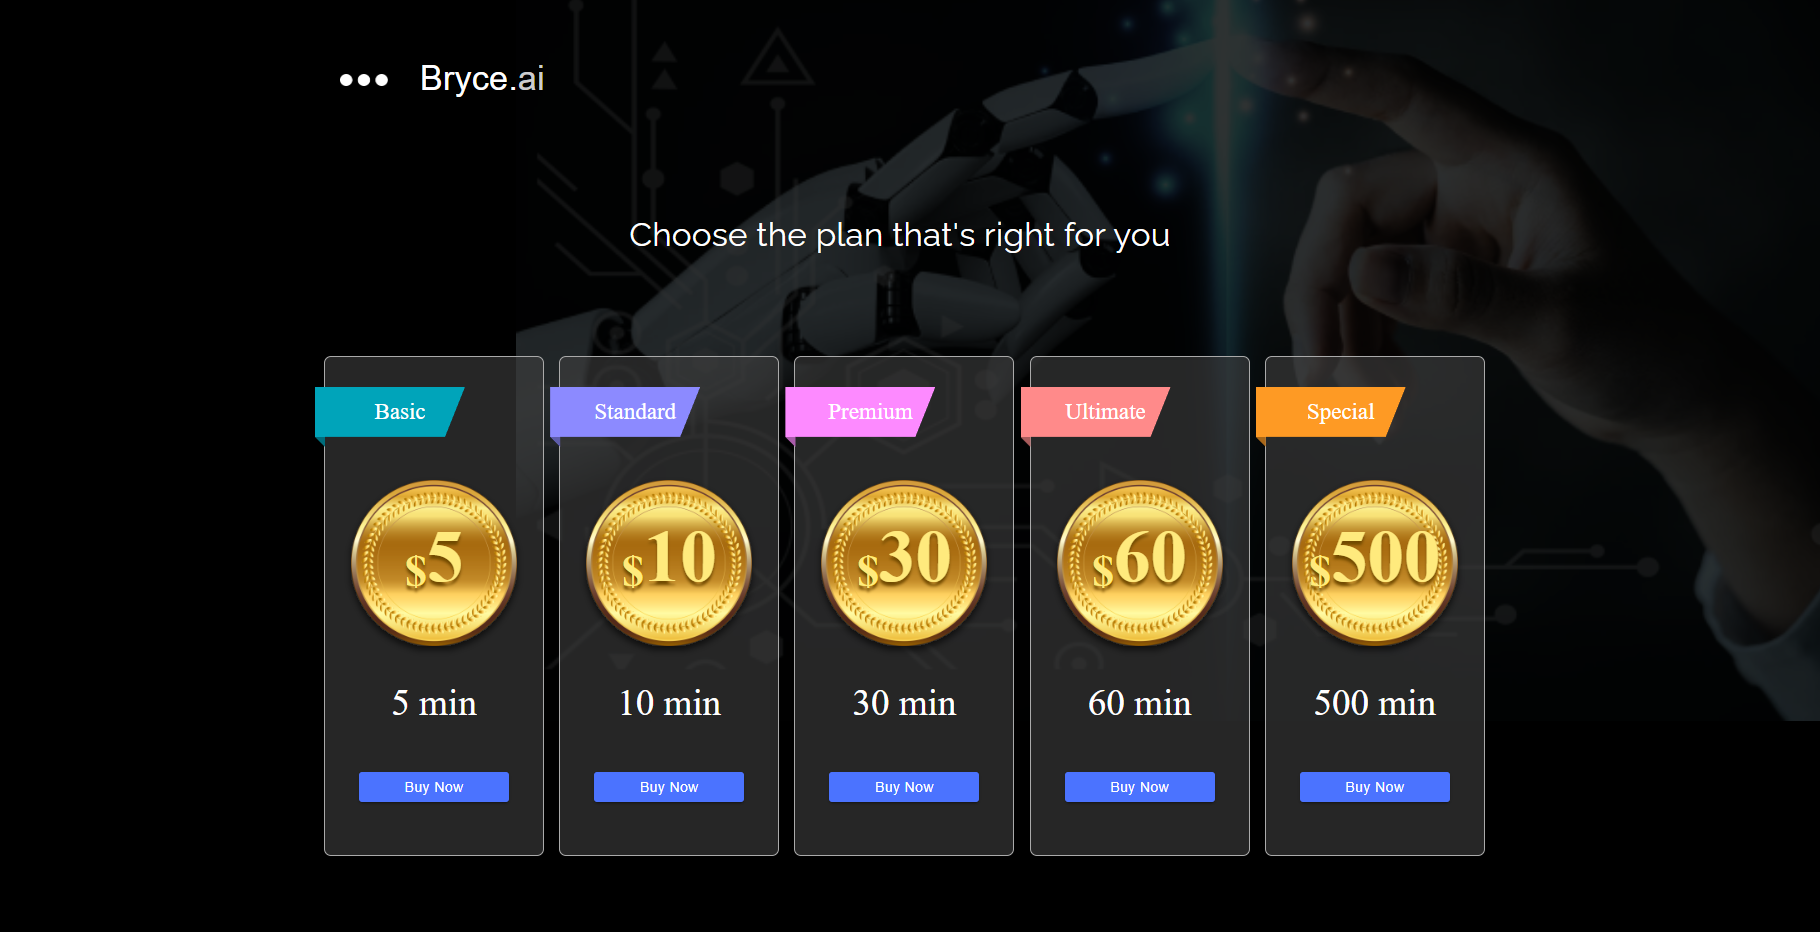 Bryce.ai
Choose the plan that's right for you
Basic
$5
5 min
Buy Now
Standard
$10
10 min
Buy Now
Premium
$30
30 min
Buy Now
Ultimate
$60
60 min
Buy Now
Special
$500
500 min
Buy Now